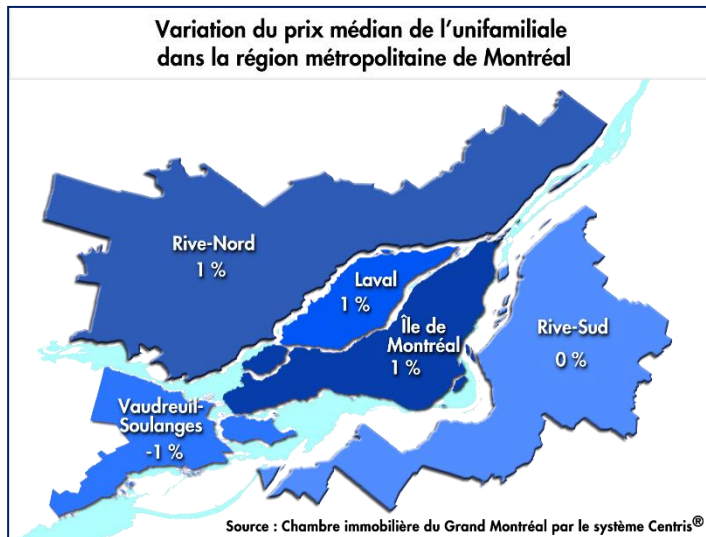 Variation du prix médian de l'unifamiliale
dans la région métropolitaine de Montréal
Rive-Nord
1 %
Laval
1 %
Île de
Montréal
1 %
Rive-Sud
0 %
Vaudreuil-
Soulanges
-1 %
Source : Chambre immobilière du Grand Montréal par le système Centris®